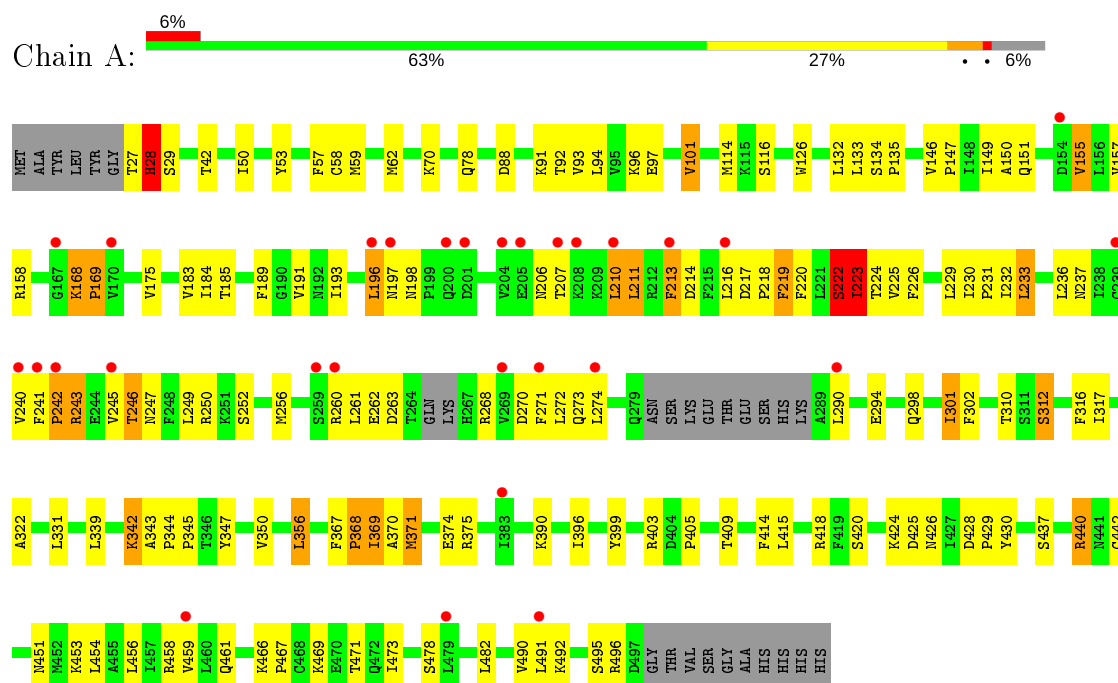 6%
Chain A:
63% 27% • • 6%
MET ALA TYR LEU TYR GLY T27 H28 S29 T42 I50 Y53 F57 C58 M59 M62 K70 Q78 D88 K91 T92 V93 L94 V95 K96 E97 V101 M114 K115 S116 W126 L132 L133 S134 P135 V146 P147 I148 I149 A150 Q151 D154 V155 L156 V157
R158 G167 K168 P169 V170 V175 V183 I184 T185 F189 G190 V191 N192 I193 L196 N197 N198 P199 Q200 D201 V204 E205 N206 T207 K208 K209 L210 L211 R212 F213 D214 F215 L216 D217 P218 F219 F220 L221 S222 I223 T224 V225 F226 L229 I230 P231 I232 L233 L236 N237 I238 C239
V240 F241 P242 R243 E244 V245 T246 N247 F248 L249 R250 K251 S252 M256 S259 R260 L261 E262 D263 T264 GLN LYS H267 R268 V269 D270 F271 L272 Q273 L274 Q279 ASN SER LYS GLU THR GLU SER HIS LYS A289 L290 E294 Q298 I301 F302 T310 S311 S312 F316 I317
A322 L331 L339 K342 A343 P344 P345 T346 Y347 V350 L356 F367 P368 I369 A370 M371 E374 R375 I383 K390 I396 Y399 R403 D404 P405 T409 F414 L415 R418 F419 S420 K424 D425 N426 I427 D428 P429 Y430 S437 R440 N441 G442
N451 M452 K453 L454 A455 L456 I457 R458 V459 L460 Q461 K466 P467 C468 K469 E470 T471 Q472 I473 S478 L479 L482 V490 L491 K492 S495 R496 D497 GLY THR VAL SER GLY ALA HIS HIS HIS HIS